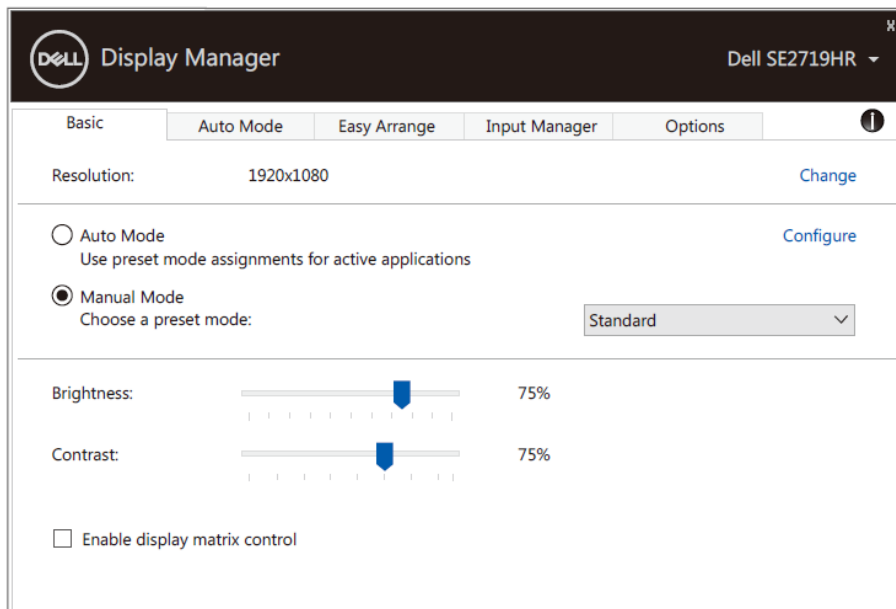 DELL Display Manager
Dell SE2719HR
Basic Auto Mode Easy Arrange Input Manager Options
Resolution: 1920x1080 Change
Auto Mode Configure
Use preset mode assignments for active applications
Manual Mode
Choose a preset mode: Standard
Brightness: 75%
Contrast: 75%
Enable display matrix control